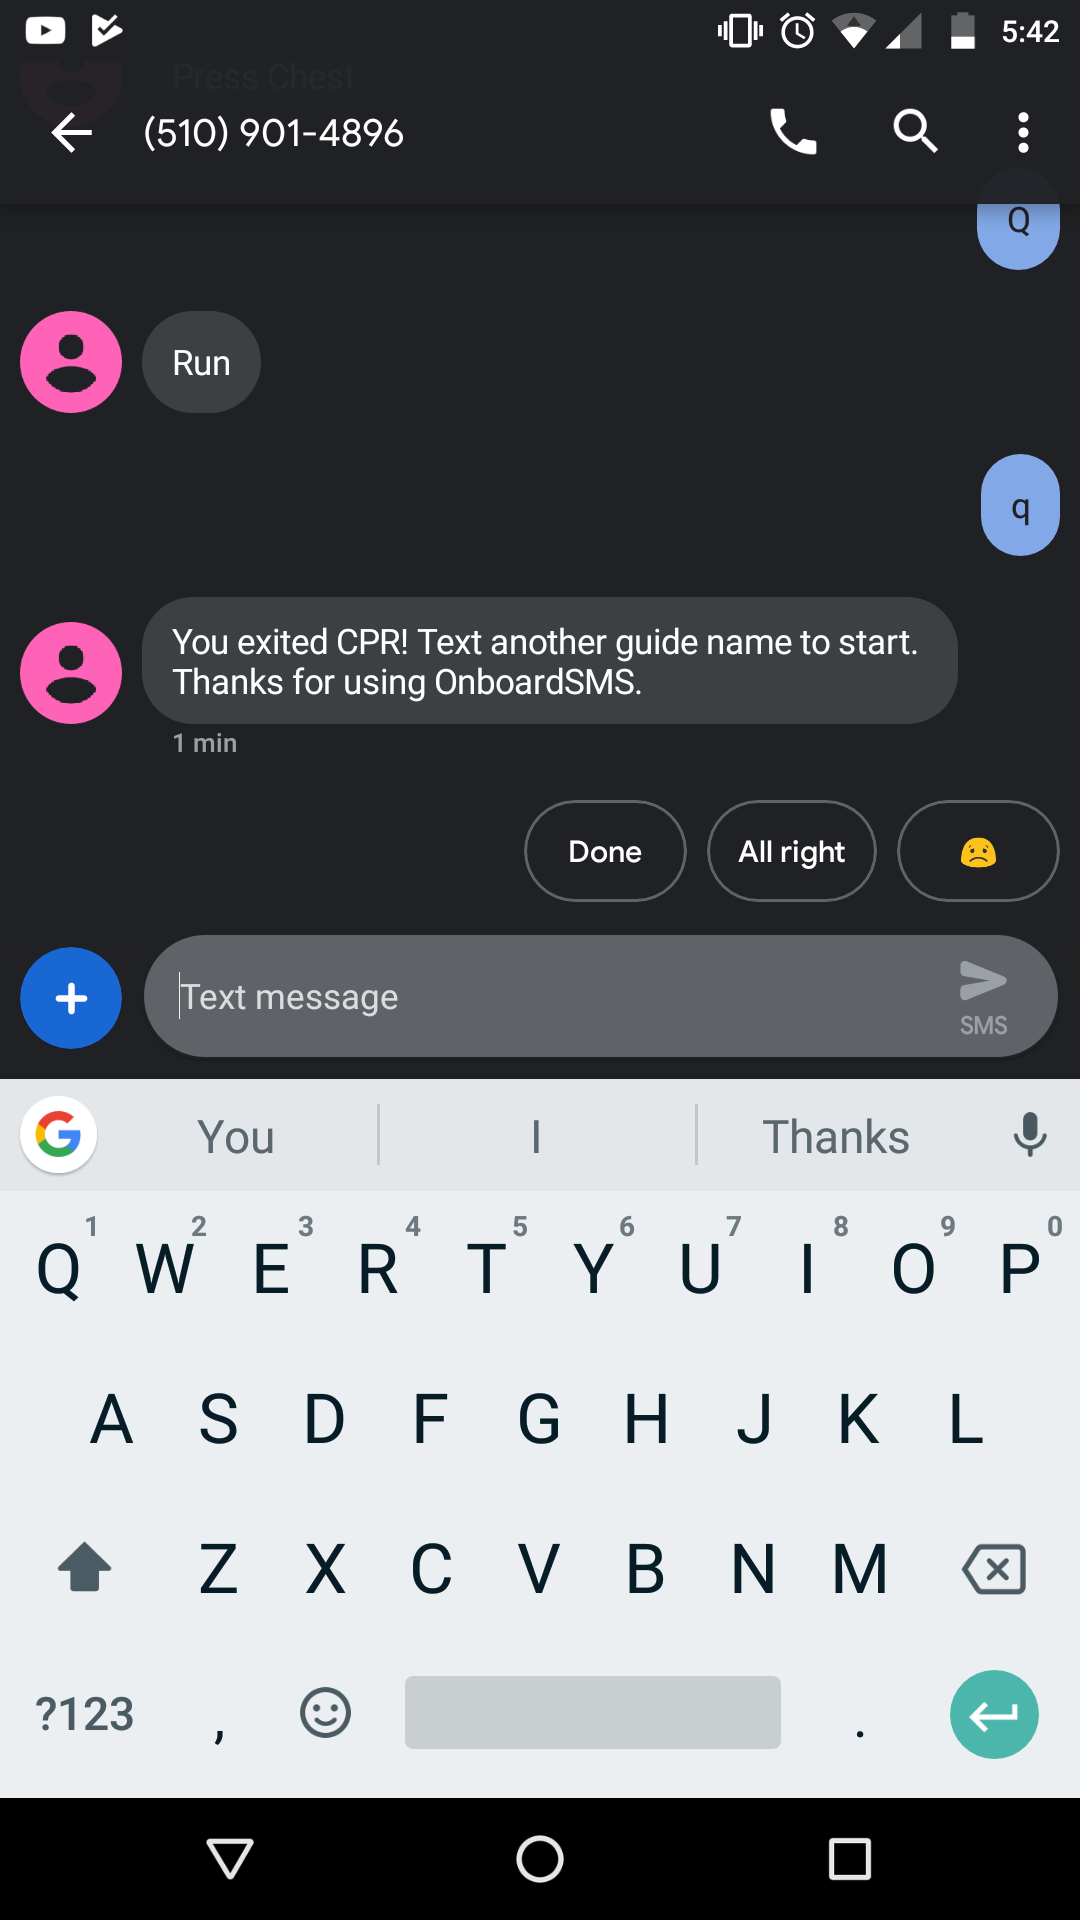 5:42
Press Chest
(510) 901-4896
Q
Run
q
You exited CPR! Text another guide name to start.
Thanks for using OnboardSMS.
1 min
Done All right
Text message
SMS
You I Thanks
1 2 3 4 5 6 7 8 9 0
Q W E R T Y U I O P
A S D F G H J K L
Z X C V B N M
?123 , .